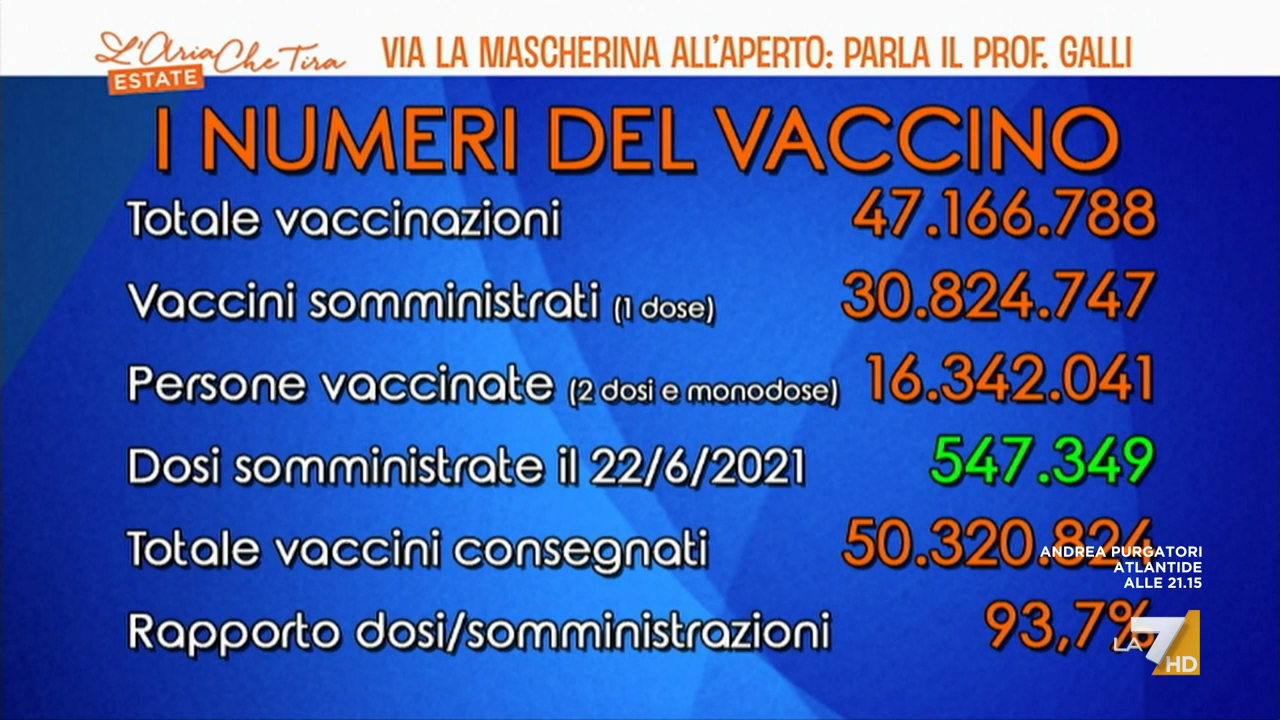 L'Aria Che Tira
ESTATE
VIA LA MASCHERINA ALL'APERTO: PARLA IL PROF. GALLI
I NUMERI DEL VACCINO
Totale vaccinazioni 47.166.788
Vaccini somministrati (1 dose) 30.824.747
Persone vaccinate (2 dosi e monodose) 16.342.041
Dosi somministrate il 22/6/2021 547.349
Totale vaccini consegnati 50.320.824
ANDREA PURGATORI
ATLANTIDE
ALLE 21.15
Rapporto dosi/somministrazioni 93,7%
LA 7 HD